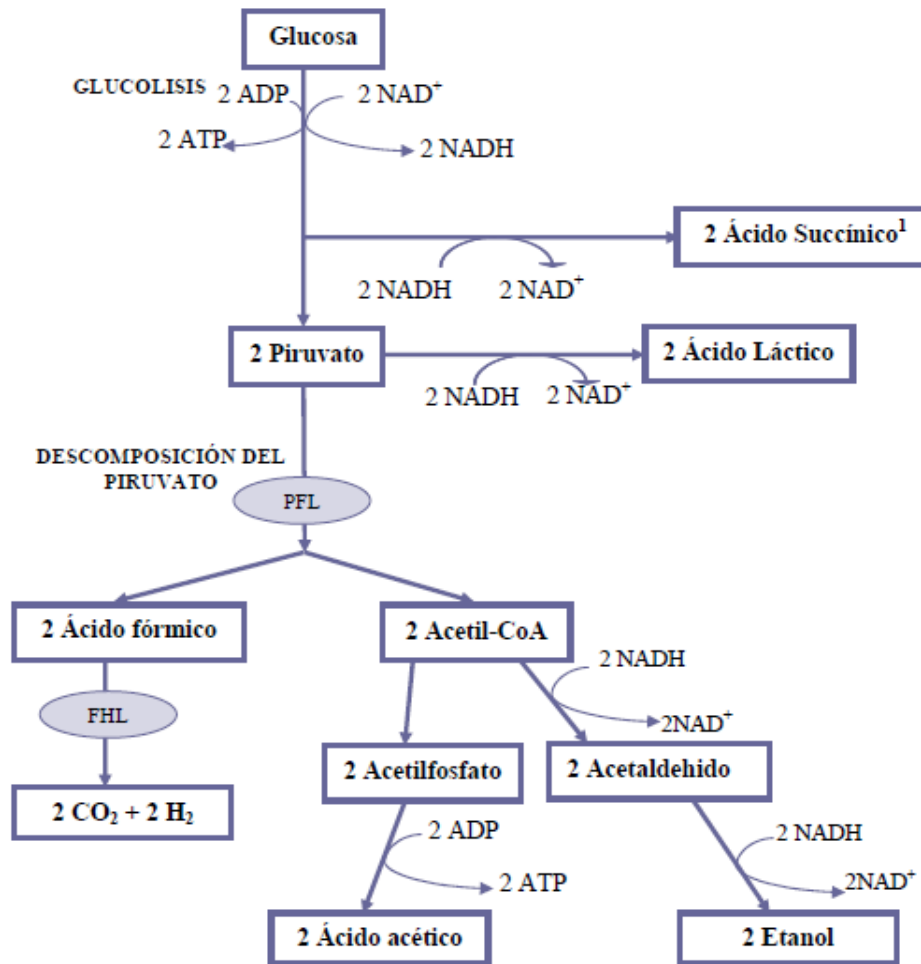 Glucosa
GLUCOLISIS
2 ADP
2 NAD⁺
2 ATP
2 NADH
2 Ácido Succínico¹
2 NADH
2 NAD⁺
2 Piruvato
2 Ácido Láctico
2 NADH
2 NAD⁺
DESCOMPOSICIÓN DEL
PIRUVATO
PFL
2 Ácido fórmico
2 Acetil-CoA
2 NADH
FHL
2NAD⁺
2 Acetilfosfato
2 Acetaldehido
2 CO₂ + 2 H₂
2 ADP
2 NADH
2 ATP
2NAD⁺
2 Ácido acético
2 Etanol